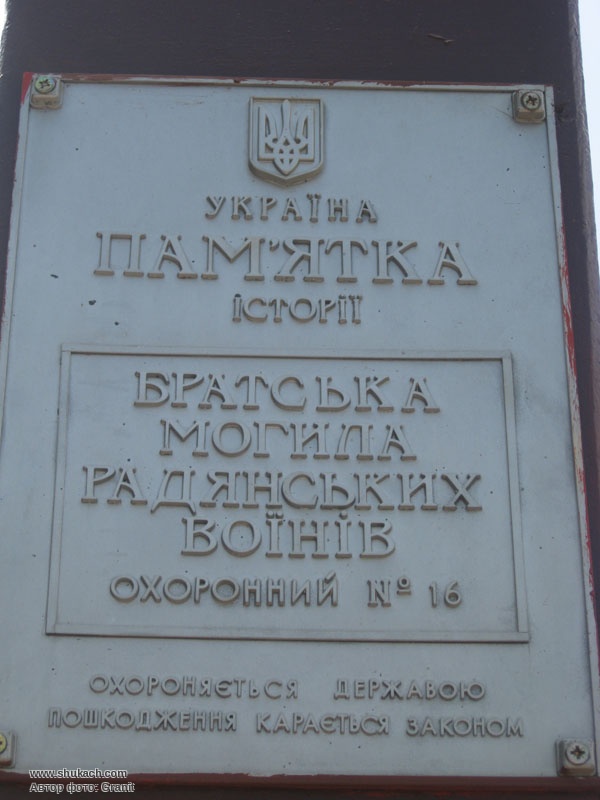 УКРАЇНА
ПАМ'ЯТКА
ІСТОРІЇ
БРАТСЬКА
МОГИЛА
РАДЯНСЬКИХ
ВОЇНІВ
ОХОРОННИЙ № 16
ОХОРОНЯЄТЬСЯ ДЕРЖАВОЮ
ПОШКОДЖЕННЯ КАРАЄТЬСЯ ЗАКОНОМ
www.shukach.com
Автор фото: Granit